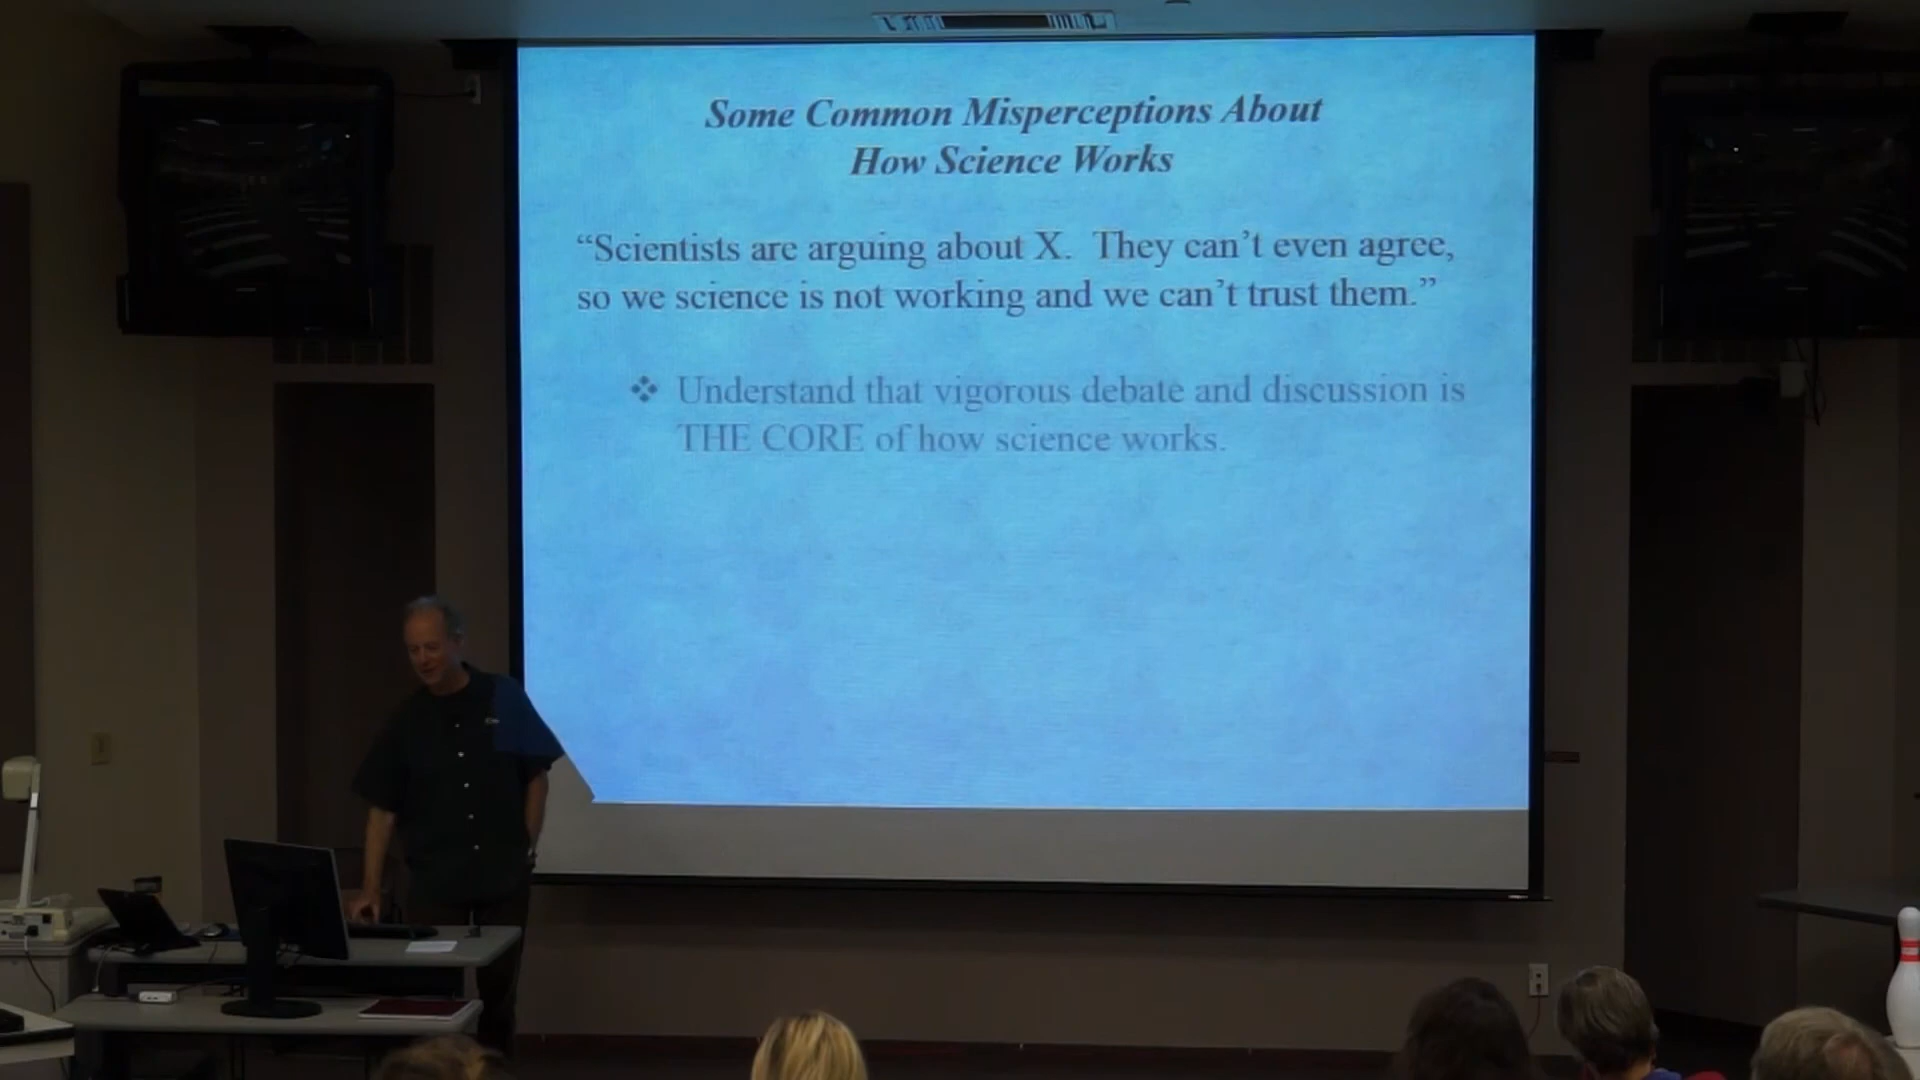 Some Common Misperceptions About
How Science Works
“Scientists are arguing about X. They can’t even agree,
so we science is not working and we can’t trust them.”
❖ Understand that vigorous debate and discussion is
THE CORE of how science works.